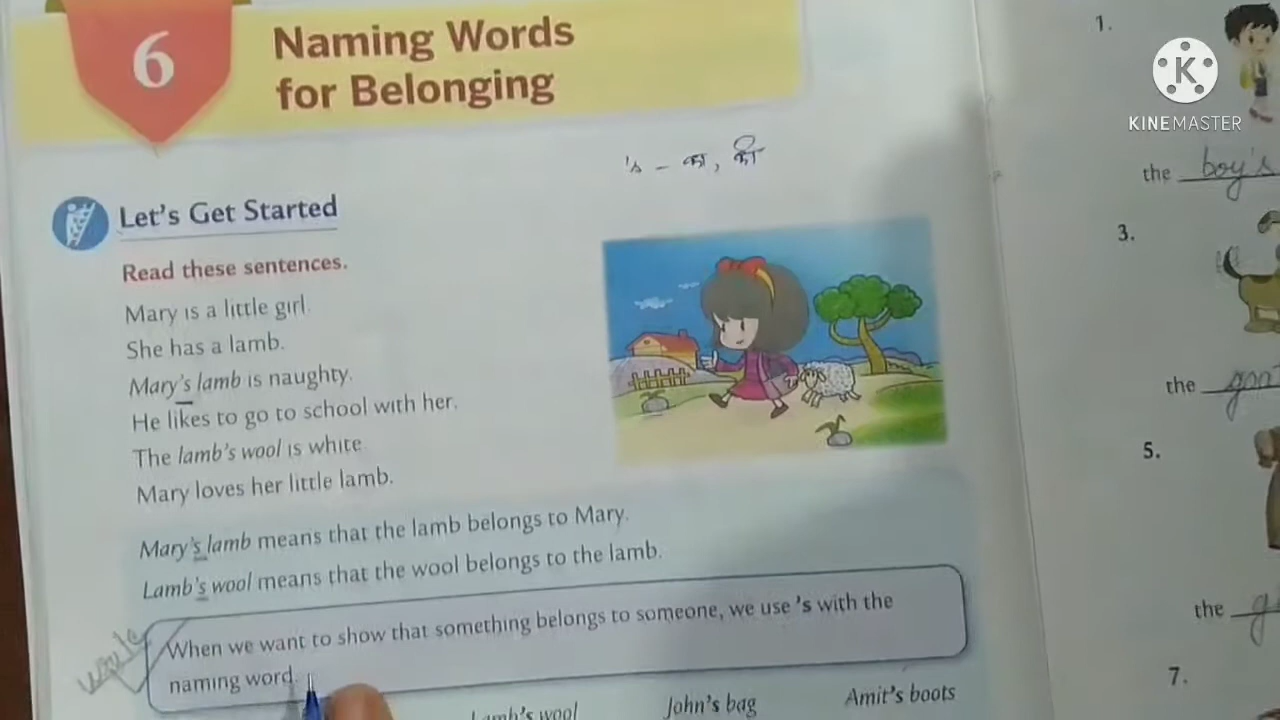 6
Naming Words
for Belonging
's – का, की
Let's Get Started
Read these sentences.
Mary is a little girl.
She has a lamb.
Mary's lamb is naughty.
He likes to go to school with her.
The lamb's wool is white.
Mary loves her little lamb.
Mary's lamb means that the lamb belongs to Mary.
Lamb's wool means that the wool belongs to the lamb.
When we want to show that something belongs to someone, we use 's with the
naming word.
Lamb's wool John's bag Amit's boots
1.
KINEMASTER
the boy's
3.
the
5.
the
7.